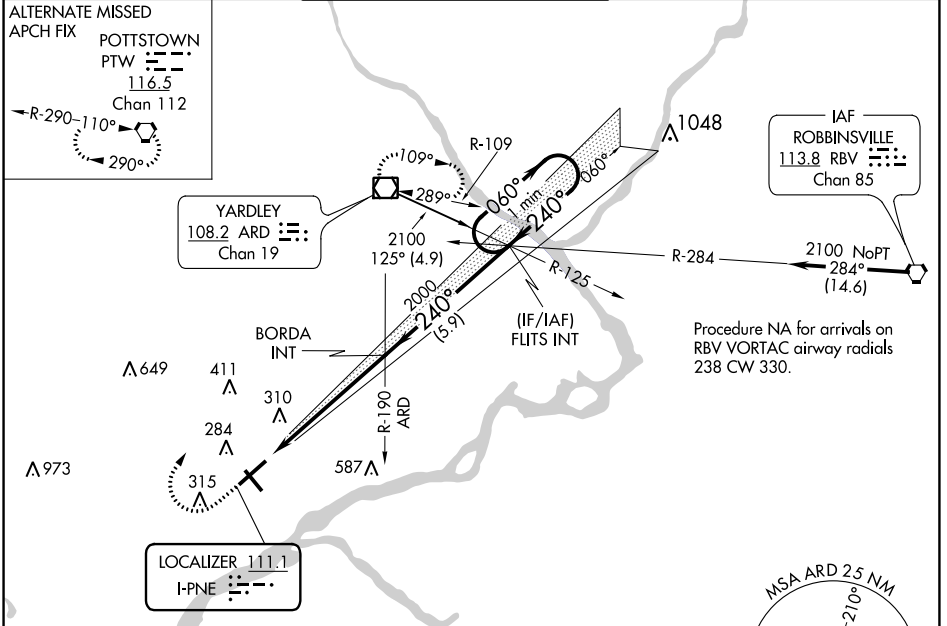 ALTERNATE MISSED
APCH FIX
POTTSTOWN
PTW
116.5
Chan 112
R-290
110°
290°
109°
R-109
289°
060°
1 min
240°
060°
1048
IAF
ROBBINSVILLE
113.8 RBV
Chan 85
YARDLEY
108.2 ARD
Chan 19
2100
125° (4.9)
R-284
2100 NoPT
284°
(14.6)
R-125
2000
240°
(5.9)
(IF/IAF)
FLITS INT
BORDA
INT
Procedure NA for arrivals on
RBV VORTAC airway radials
238 CW 330.
649
411
310
R-190
ARD
284
973
587
315
LOCALIZER 111.1
I-PNE
MSA ARD 25 NM
210°